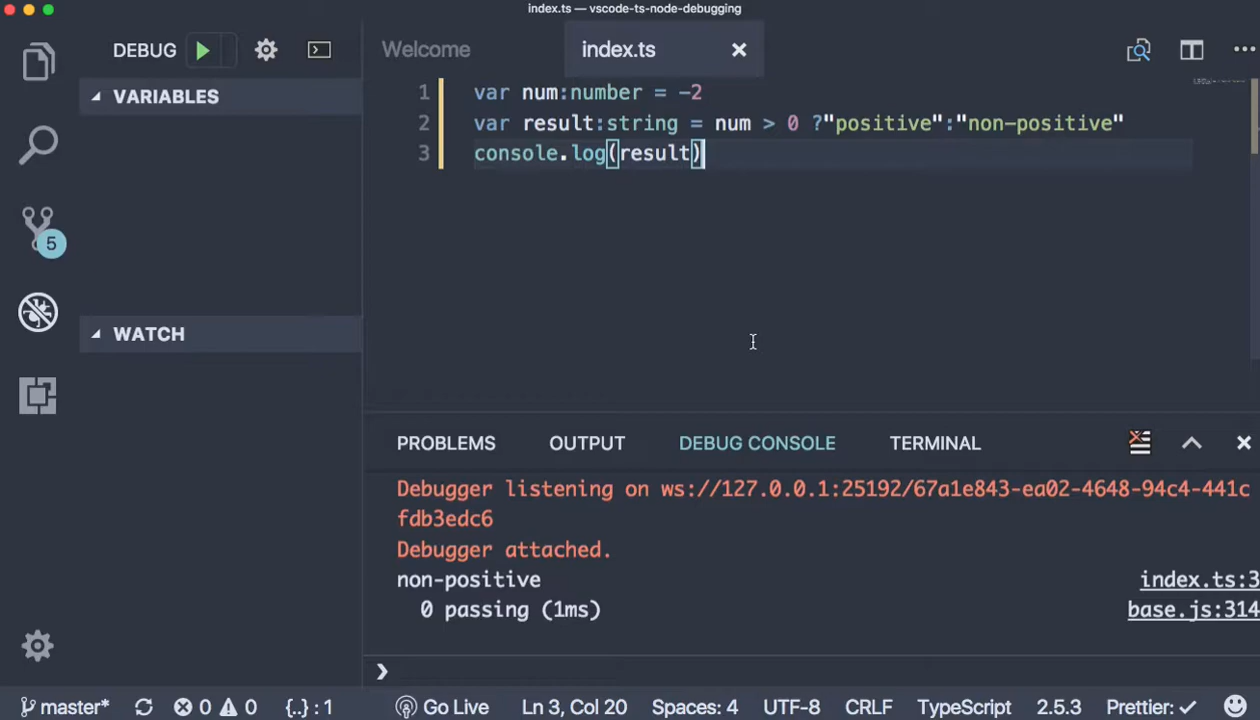 index.ts — vscode-ts-node-debugging
DEBUG
Welcome
index.ts
VARIABLES
1 var num:number = -2
2 var result:string = num > 0 ?"positive":"non-positive"
3 console.log(result)
5
WATCH
PROBLEMS OUTPUT DEBUG CONSOLE TERMINAL
Debugger listening on ws://127.0.0.1:25192/67a1e843-ea02-4648-94c4-441c
fdb3edc6
Debugger attached.
non-positive index.ts:3
0 passing (1ms) base.js:314
❯
master* 0 0 {..} : 1 Go Live Ln 3, Col 20 Spaces: 4 UTF-8 CRLF TypeScript 2.5.3 Prettier: ✓